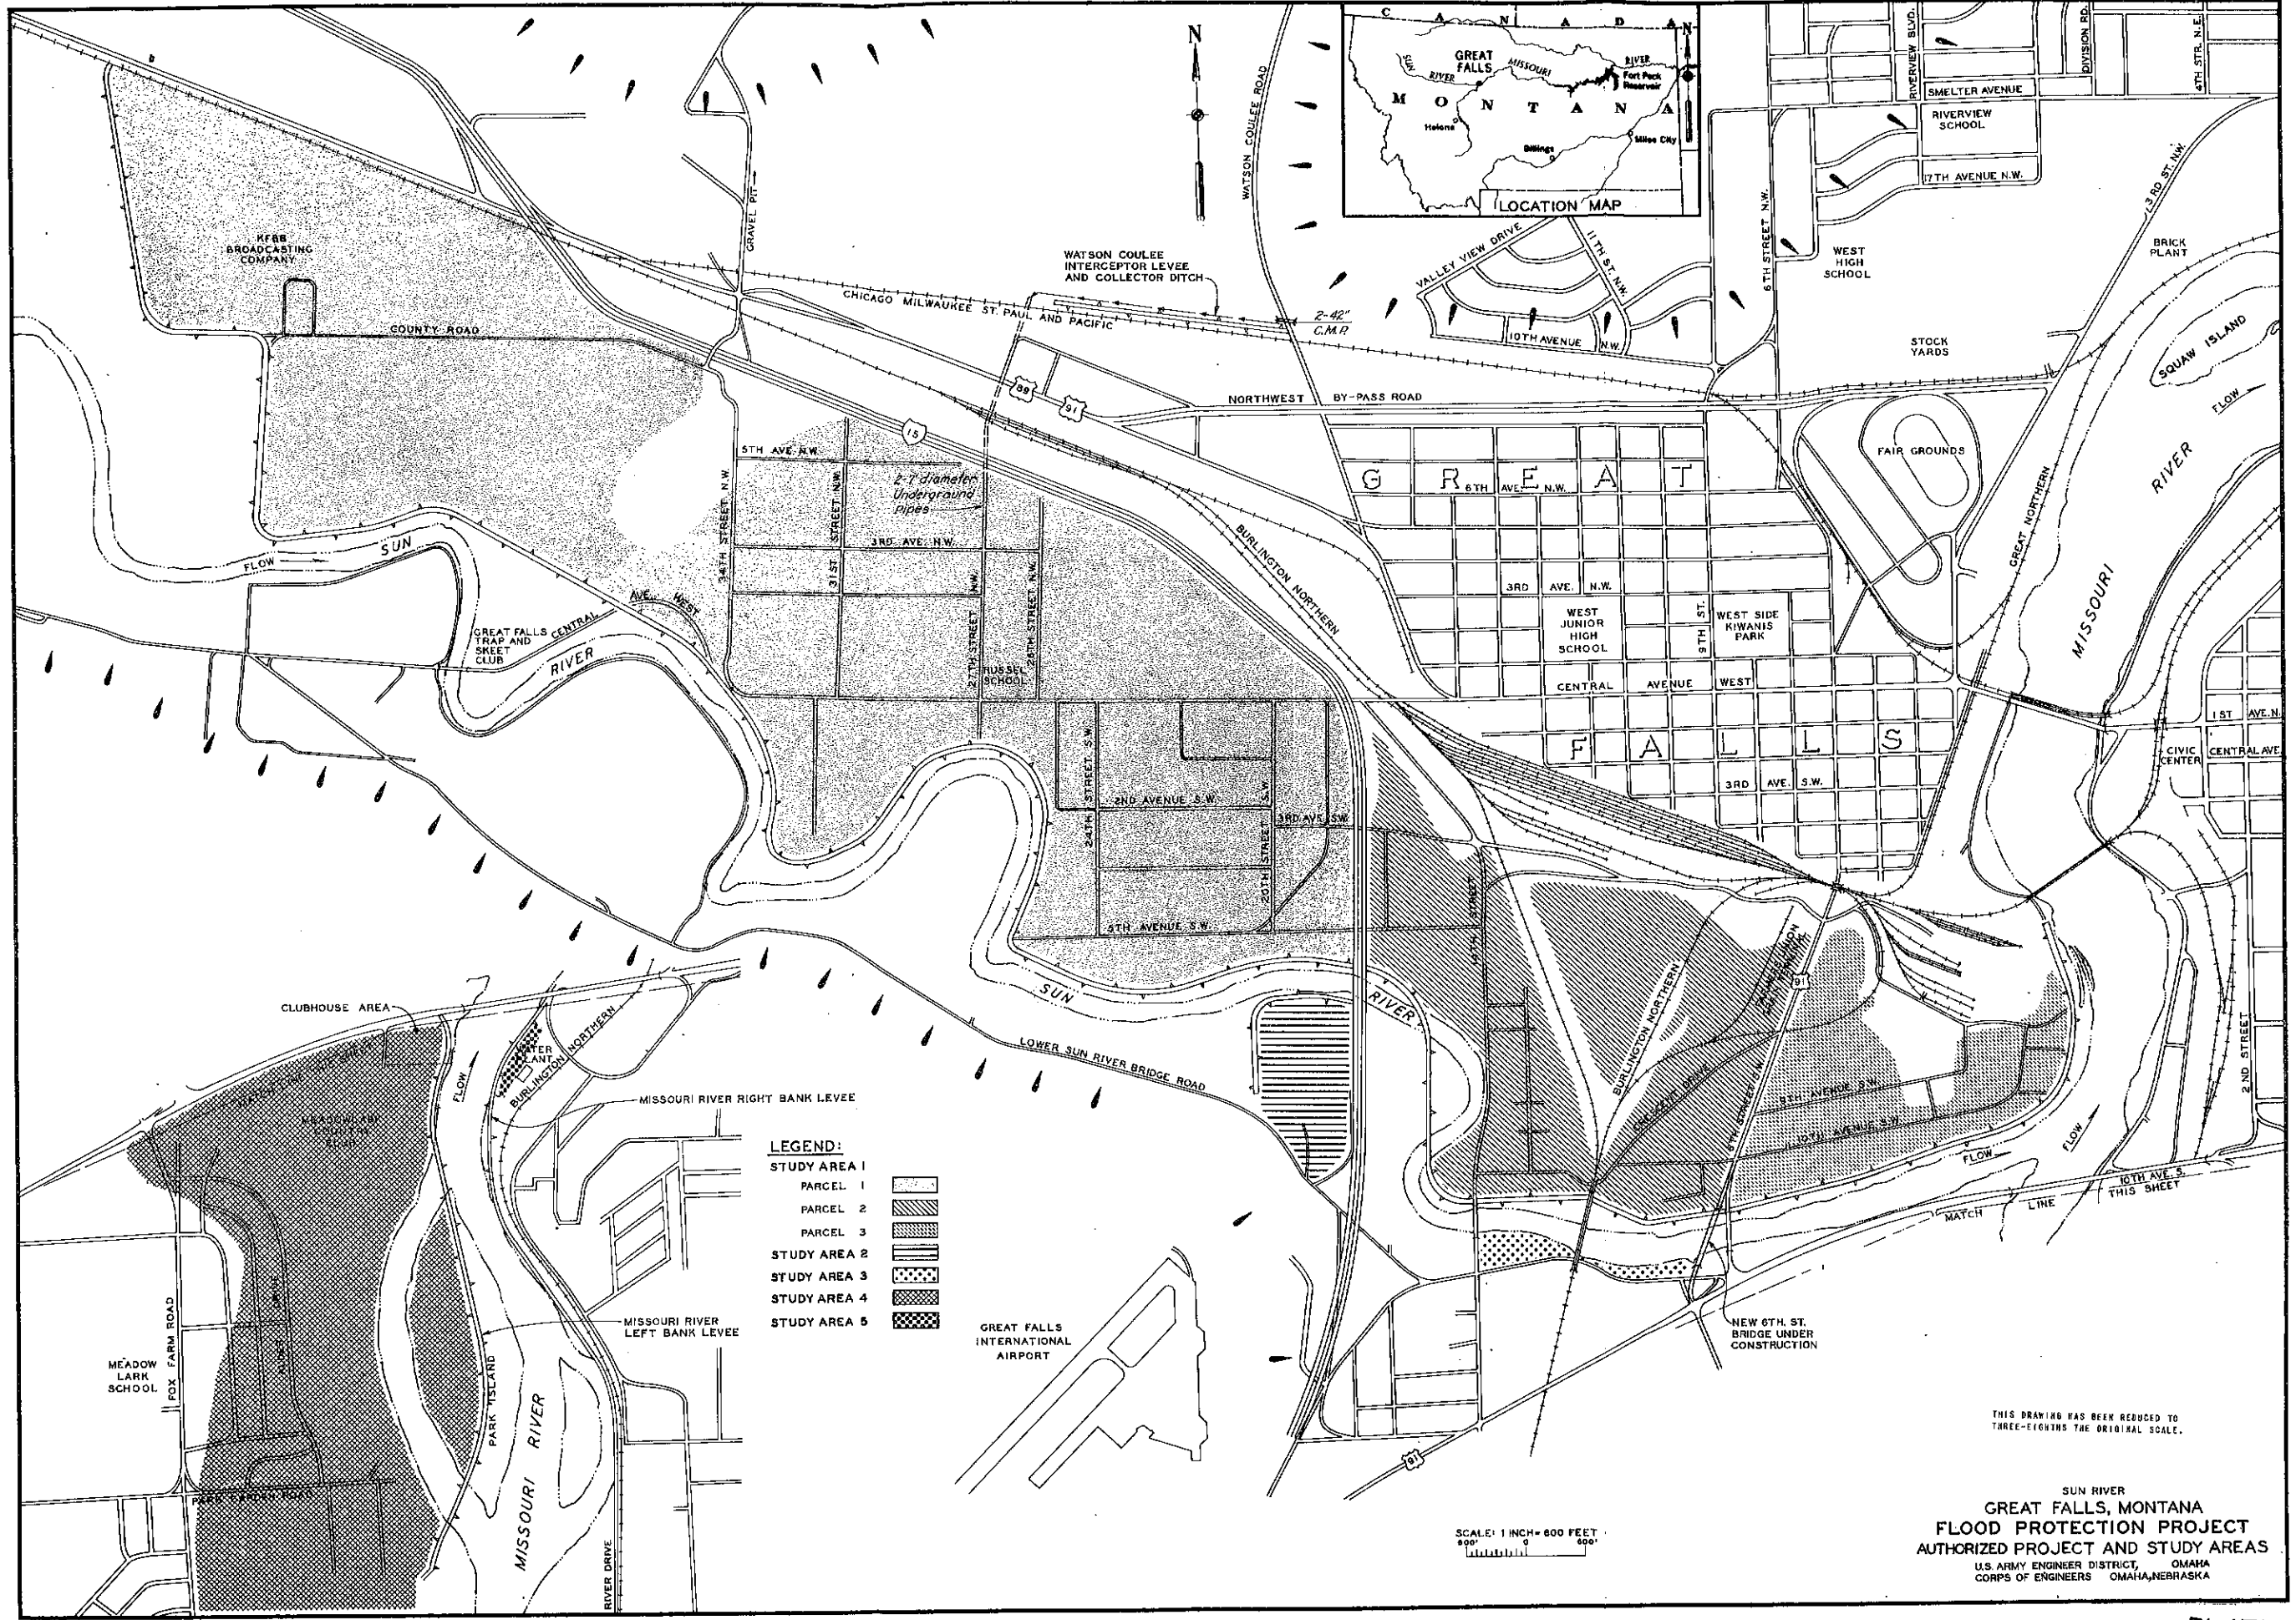 C A N A D A
N
N
GREAT
FALLS
SUN
RIVER
MISSOURI
RIVER
Fort Peck
Reservoir
M O N T A N A
Helena
Miles City
Billings
LOCATION MAP
RIVERVIEW BLVD.
DIVISION RD.
4TH STR. N.E.
SMELTER AVENUE
RIVERVIEW
SCHOOL
17TH AVENUE N.W.
3RD ST. N.W.
6TH STREET N.W.
WEST
HIGH
SCHOOL
BRICK
PLANT
WATSON COULEE ROAD
GRAVEL PIT
KFBB
BROADCASTING
COMPANY
COUNTY ROAD
WATSON COULEE
INTERCEPTOR LEVEE
AND COLLECTOR DITCH
CHICAGO MILWAUKEE ST. PAUL AND PACIFIC
2-42"
C.M.P.
VALLEY VIEW DRIVE
11TH ST. N.W.
10TH AVENUE N.W.
STOCK
YARDS
SQUAW ISLAND
FLOW
89
91
NORTHWEST BY-PASS ROAD
15
FAIR GROUNDS
MISSOURI RIVER
GREAT NORTHERN
5TH AVE. N.W.
34TH STREET N.W.
31ST STREET N.W.
2-7' diameter
Underground
Pipes
3RD AVE. N.W.
27TH STREET N.W.
26TH STREET N.W.
RUSSEL
SCHOOL
G R E A T
6TH AVE. N.W.
BURLINGTON NORTHERN
3RD AVE. N.W.
WEST
JUNIOR
HIGH
SCHOOL
9TH ST.
WEST SIDE
KIWANIS
PARK
CENTRAL AVENUE WEST
F A L L S
3RD AVE. S.W.
1ST AVE. N.
CIVIC
CENTER
CENTRAL AVE.
FLOW
SUN
RIVER
GREAT FALLS
TRAP AND
SKEET
CLUB
CENTRAL AVE. WEST
24TH STREET S.W.
2ND AVENUE S.W.
20TH STREET S.W.
3RD AVE. S.W.
5TH AVENUE S.W.
14TH STREET
SUN RIVER
BURLINGTON NORTHERN
91
CRESCENT DRIVE
6TH STREET S.W.
9TH AVENUE S.W.
10TH AVENUE S.W.
2ND STREET
FLOW
FLOW
10TH AVE. S.
MATCH LINE THIS SHEET
LOWER SUN RIVER BRIDGE ROAD
CLUBHOUSE AREA
FLOW
BURLINGTON NORTHERN
MISSOURI RIVER RIGHT BANK LEVEE
MISSOURI RIVER
LEFT BANK LEVEE
MEADOW
LARK
SCHOOL
FOX FARM ROAD
PARK GARDEN ROAD
PARK ISLAND
MISSOURI RIVER
RIVER DRIVE
LEGEND:
STUDY AREA 1
PARCEL 1
PARCEL 2
PARCEL 3
STUDY AREA 2
STUDY AREA 3
STUDY AREA 4
STUDY AREA 5
GREAT FALLS
INTERNATIONAL
AIRPORT
NEW 6TH. ST.
BRIDGE UNDER
CONSTRUCTION
91
THIS DRAWING HAS BEEN REDUCED TO
THREE-EIGHTHS THE ORIGINAL SCALE.
SCALE: 1 INCH = 600 FEET
600' 0 600'
SUN RIVER
GREAT FALLS, MONTANA
FLOOD PROTECTION PROJECT
AUTHORIZED PROJECT AND STUDY AREAS
U.S. ARMY ENGINEER DISTRICT, OMAHA
CORPS OF ENGINEERS OMAHA, NEBRASKA